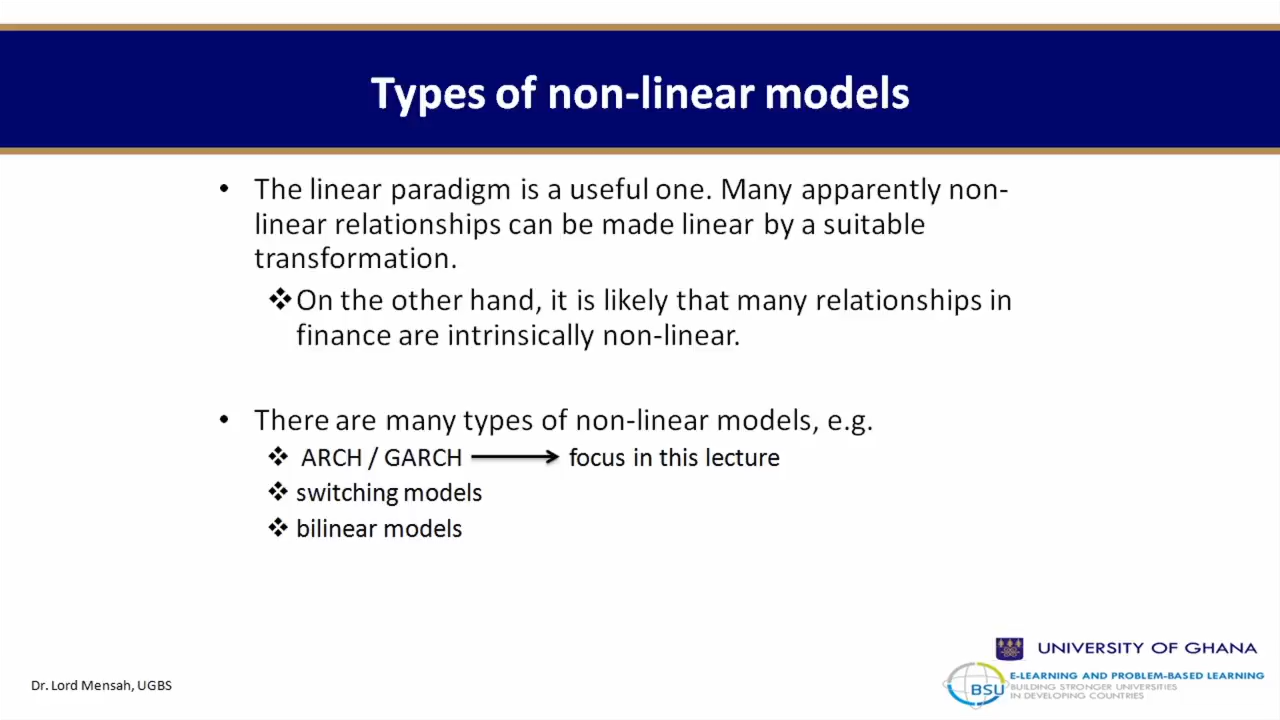 Types of non-linear models
• The linear paradigm is a useful one. Many apparently non-
linear relationships can be made linear by a suitable
transformation.
❖On the other hand, it is likely that many relationships in
finance are intrinsically non-linear.
• There are many types of non-linear models, e.g.
❖ ARCH / GARCH ⟶ focus in this lecture
❖ switching models
❖ bilinear models
UNIVERSITY OF GHANA
BSU
E-LEARNING AND PROBLEM-BASED LEARNING
BUILDING STRONGER UNIVERSITIES
IN DEVELOPING COUNTRIES
Dr. Lord Mensah, UGBS